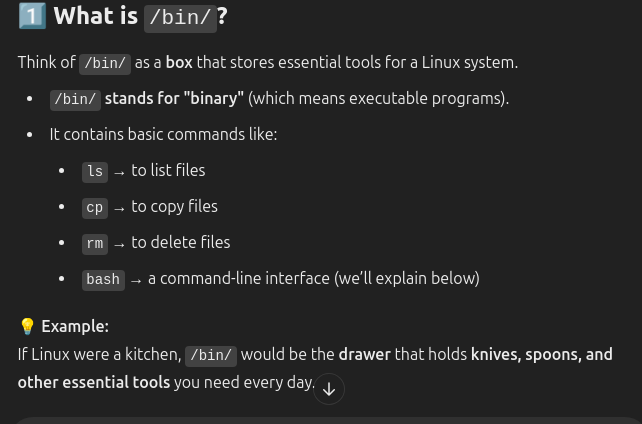 1 What is /bin/?
Think of /bin/ as a box that stores essential tools for a Linux system.
• /bin/ stands for "binary" (which means executable programs).
• It contains basic commands like:
• ls → to list files
• cp → to copy files
• rm → to delete files
• bash → a command-line interface (we’ll explain below)
💡 Example:
If Linux were a kitchen, /bin/ would be the drawer that holds knives, spoons, and
other essential tools you need every day.